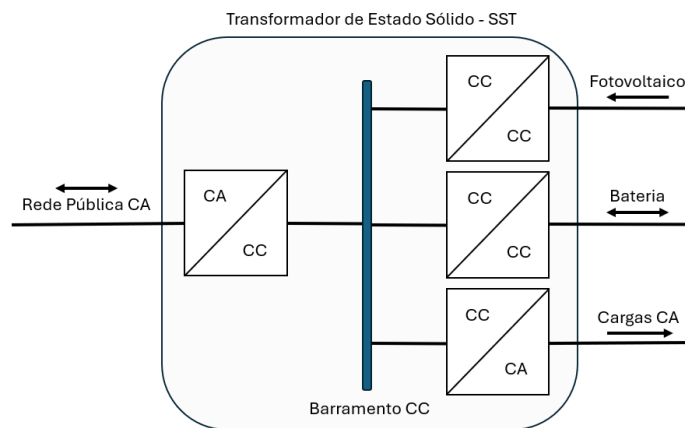 Transformador de Estado Sólido - SST
CC
CC
Fotovoltaico
Rede Pública CA
CA
CC
CC
CC
Bateria
CC
CA
Cargas CA
Barramento CC